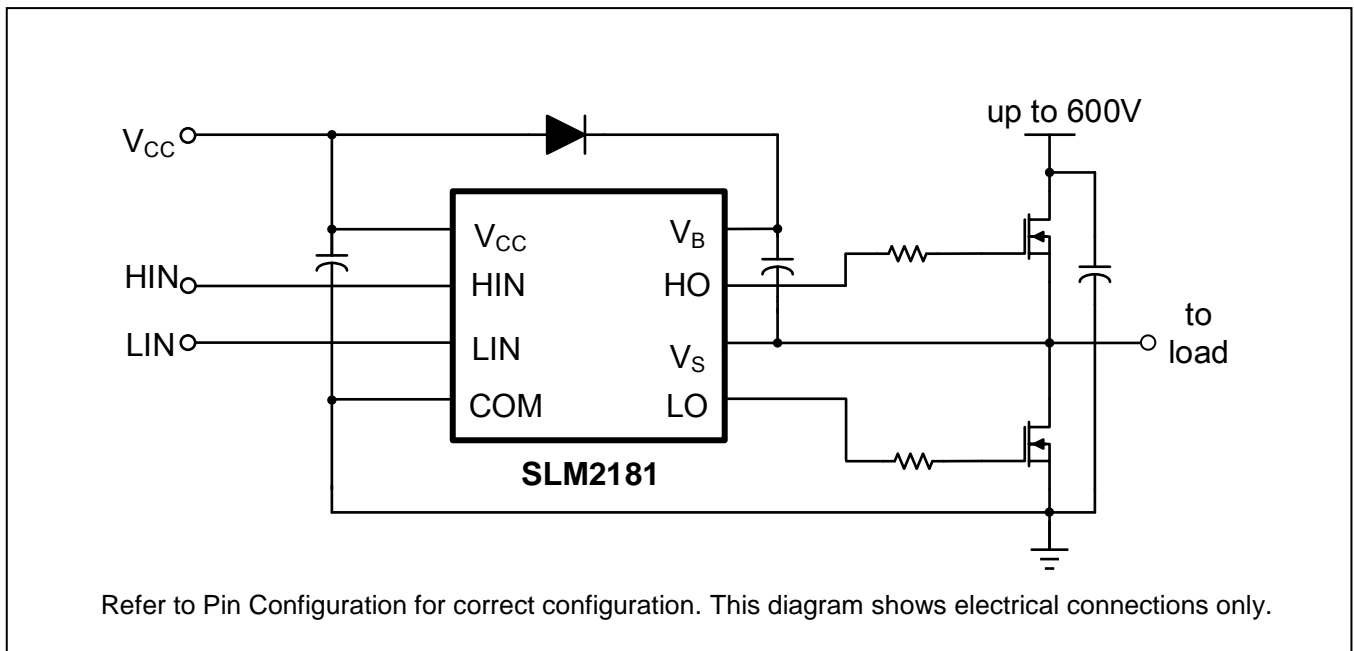 up to 600V
VCC
VCC
VB
HIN
HIN
HO
to
load
LIN
LIN
VS
COM
LO
SLM2181
Refer to Pin Configuration for correct configuration. This diagram shows electrical connections only.